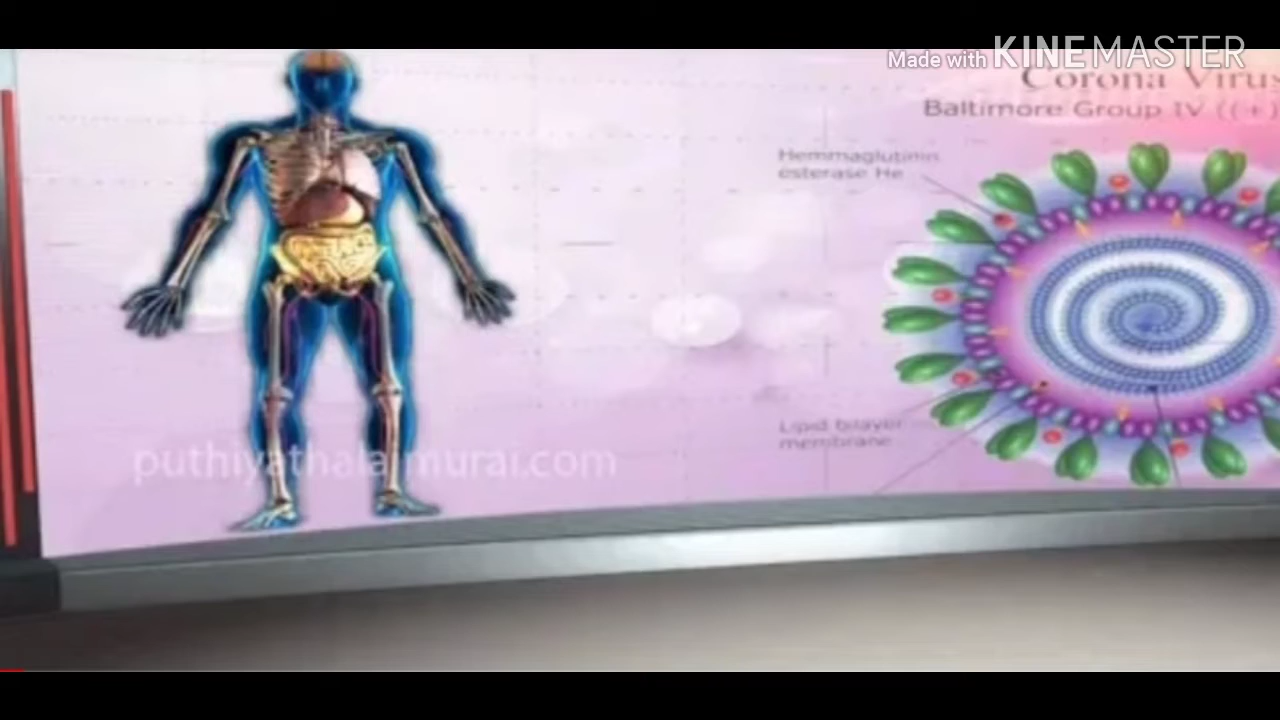 Made with KINEMASTER
Corona Virus
Baltimore Group IV ((+)
Hemmaglutinin
esterase He
Lipid bilayer
membrane
puthiyathalaimurai.com